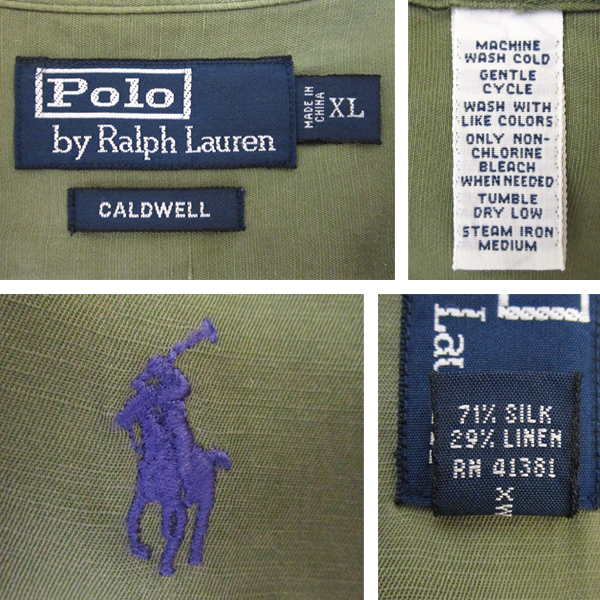 Polo
by Ralph Lauren
MADE IN
CHINA
XL
CALDWELL
MACHINE
WASH COLD
GENTLE
CYCLE
WASH WITH
LIKE COLORS
ONLY NON-
CHLORINE
BLEACH
WHEN NEEDED
TUMBLE
DRY LOW
STEAM IRON
MEDIUM
71% SILK
29% LINEN
RN 41381